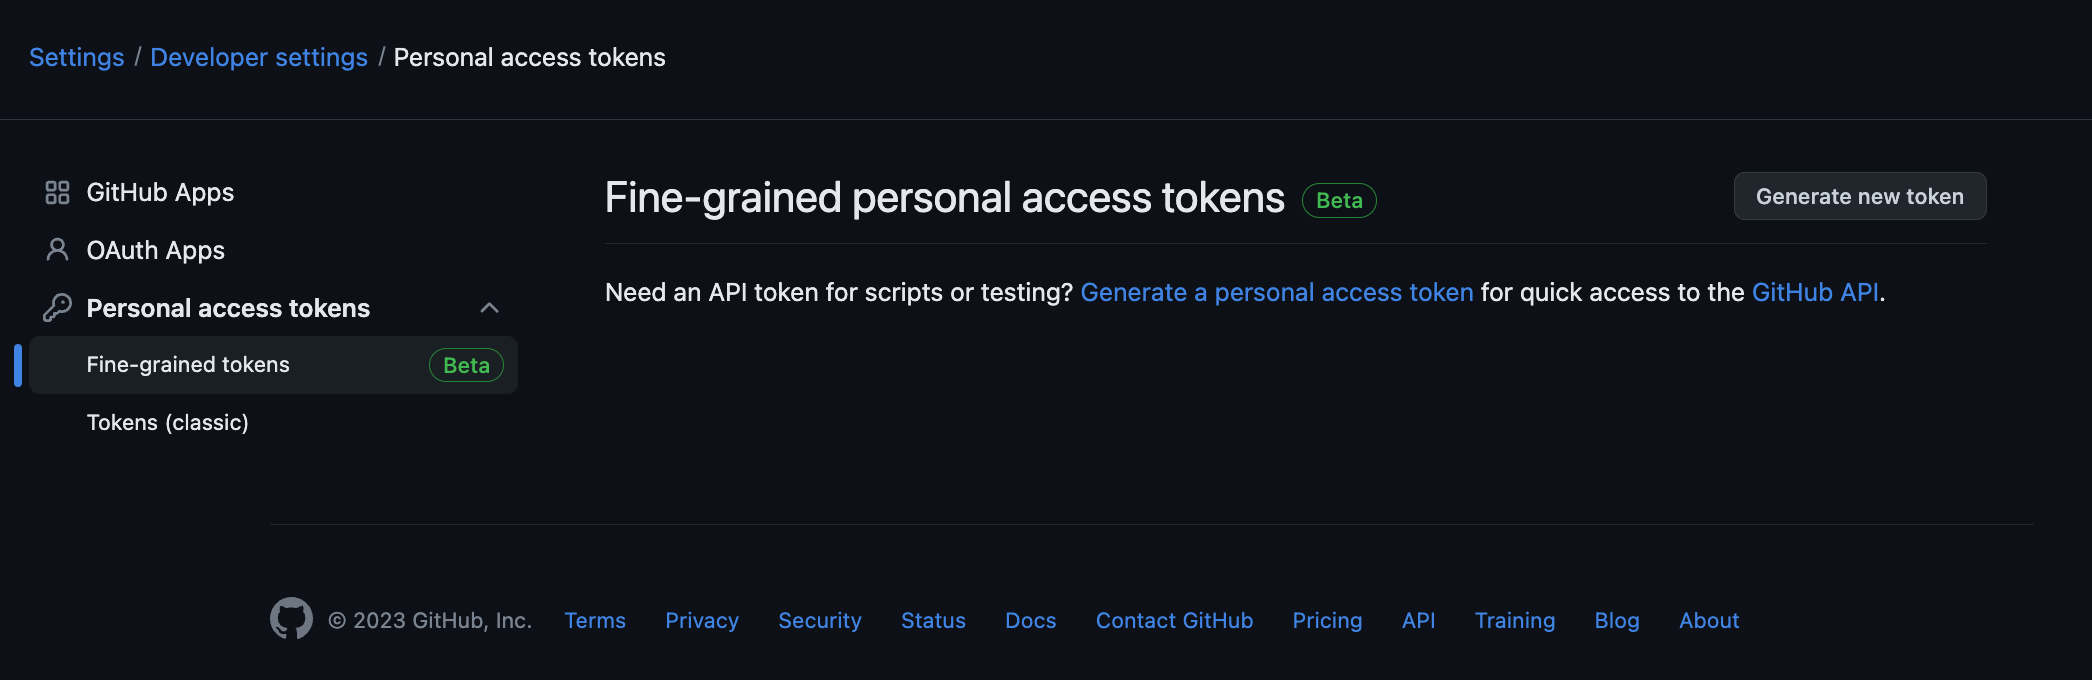 Settings / Developer settings / Personal access tokens
GitHub Apps
OAuth Apps
Personal access tokens
Fine-grained tokens Beta
Tokens (classic)
Fine-grained personal access tokens Beta
Generate new token
Need an API token for scripts or testing? Generate a personal access token for quick access to the GitHub API.
© 2023 GitHub, Inc. Terms Privacy Security Status Docs Contact GitHub Pricing API Training Blog About